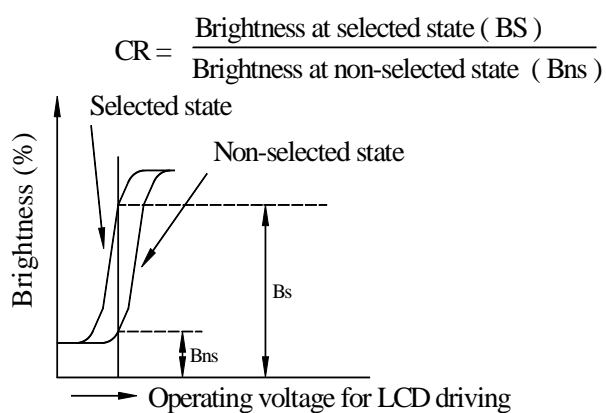 CR = Brightness at selected state ( BS )
Brightness at non-selected state ( Bns )
Selected state
Non-selected state
Brightness (%)
Bs
Bns
Operating voltage for LCD driving